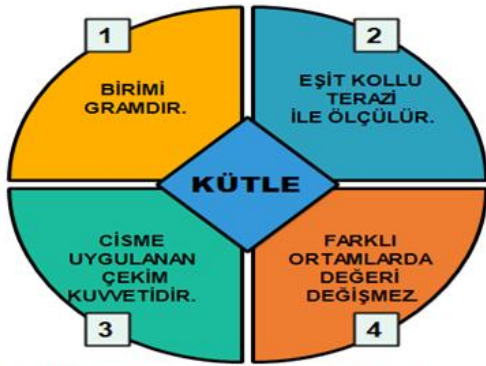 1
BİRİMİ
GRAMDIR.
2
EŞİT KOLLU
TERAZİ
İLE ÖLÇÜLÜR.
KÜTLE
CİSME
UYGULANAN
ÇEKİM
KUVVETİDİR.
3
FARKLI
ORTAMLARDA
DEĞERİ
DEĞİŞMEZ.
4